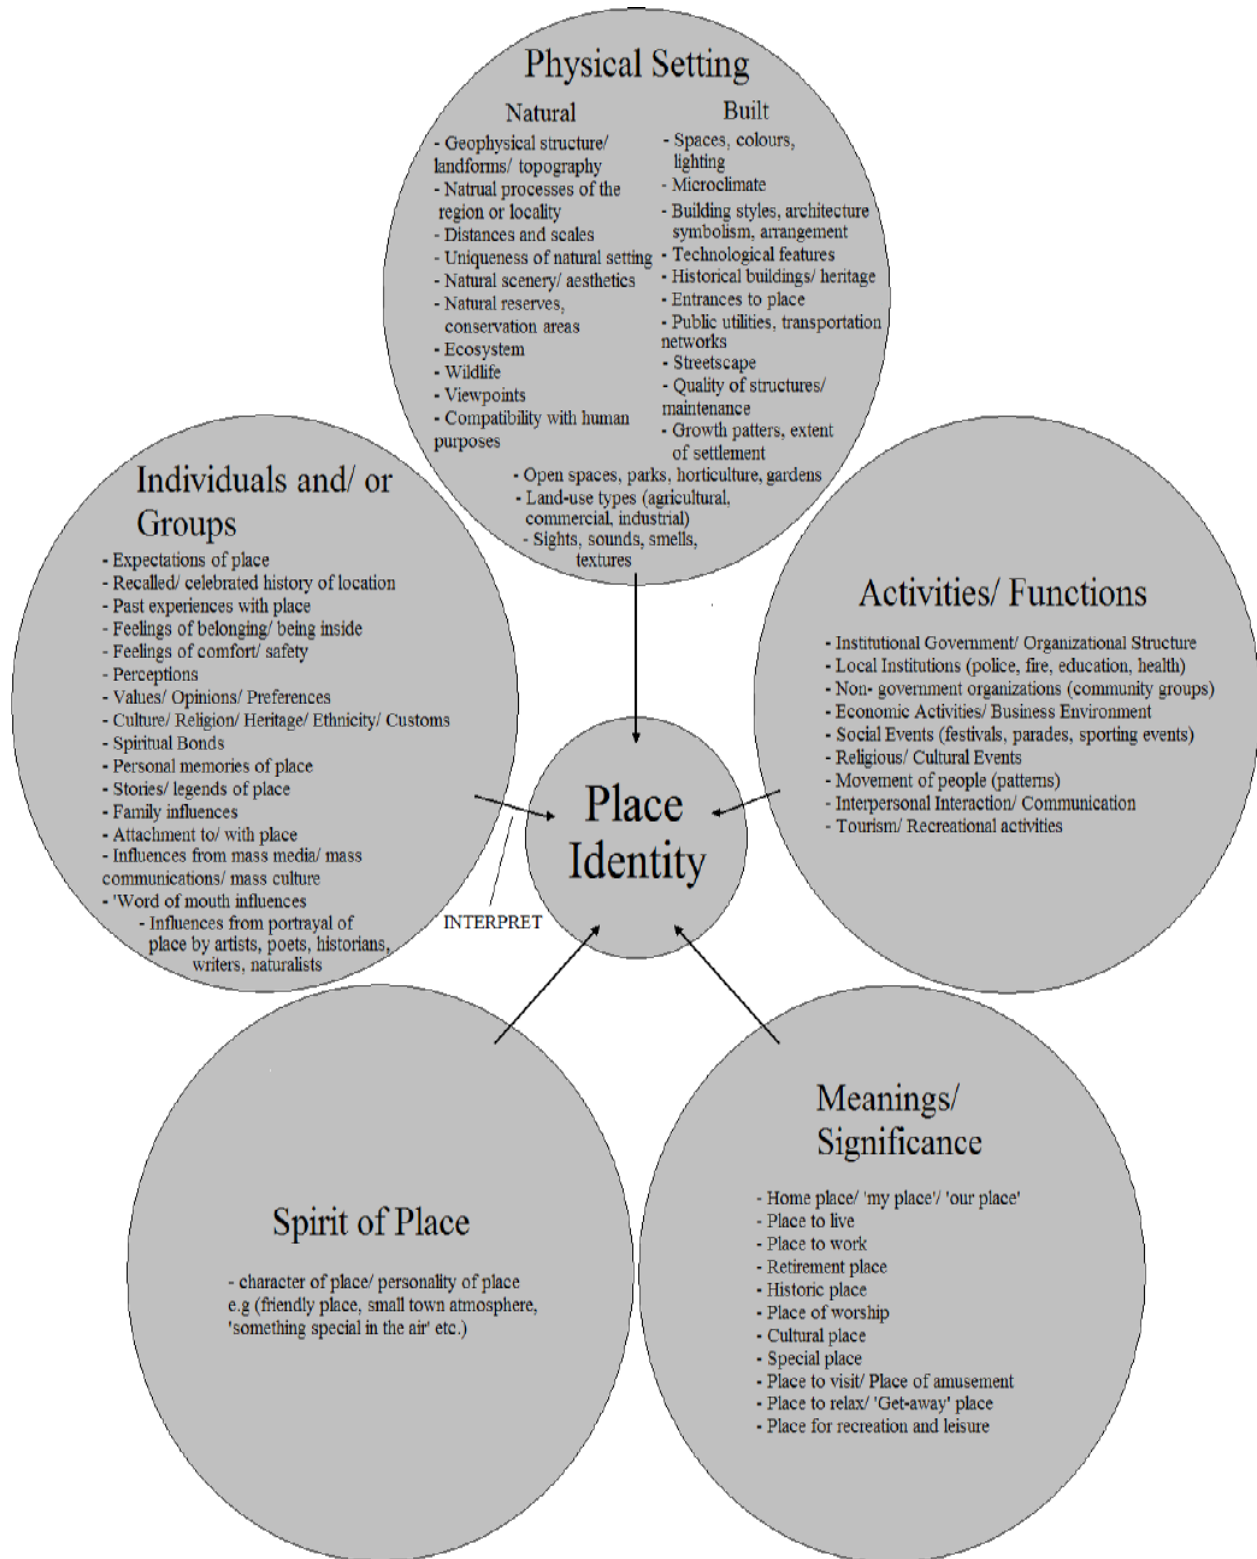 Physical Setting
Natural
- Geophysical structure/
landforms/ topography
- Natrual processes of the
region or locality
- Distances and scales
- Uniqueness of natural setting
- Natural scenery/ aesthetics
- Natural reserves,
conservation areas
- Ecosystem
- Wildlife
- Viewpoints
- Compatibility with human
purposes
Built
- Spaces, colours,
lighting
- Microclimate
- Building styles, architecture
symbolism, arrangement
- Technological features
- Historical buildings/ heritage
- Entrances to place
- Public utilities, transportation
networks
- Streetscape
- Quality of structures/
maintenance
- Growth patters, extent
of settlement
- Open spaces, parks, horticulture, gardens
- Land-use types (agricultural,
commercial, industrial)
- Sights, sounds, smells,
textures
Individuals and/ or
Groups
- Expectations of place
- Recalled/ celebrated history of location
- Past experiences with place
- Feelings of belonging/ being inside
- Feelings of comfort/ safety
- Perceptions
- Values/ Opinions/ Preferences
- Culture/ Religion/ Heritage/ Ethnicity/ Customs
- Spiritual Bonds
- Personal memories of place
- Stories/ legends of place
- Family influences
- Attachment to/ with place
- Influences from mass media/ mass
communications/ mass culture
- 'Word of mouth influences
- Influences from portrayal of
place by artists, poets, historians,
writers, naturalists
INTERPRET
Place
Identity
Activities/ Functions
- Institutional Government/ Organizational Structure
- Local Institutions (police, fire, education, health)
- Non- government organizations (community groups)
- Economic Activities/ Business Environment
- Social Events (festivals, parades, sporting events)
- Religious/ Cultural Events
- Movement of people (patterns)
- Interpersonal Interaction/ Communication
- Tourism/ Recreational activities
Spirit of Place
- character of place/ personality of place
e.g (friendly place, small town atmosphere,
'something special in the air' etc.)
Meanings/
Significance
- Home place/ 'my place'/ 'our place'
- Place to live
- Place to work
- Retirement place
- Historic place
- Place of worship
- Cultural place
- Special place
- Place to visit/ Place of amusement
- Place to relax/ 'Get-away' place
- Place for recreation and leisure